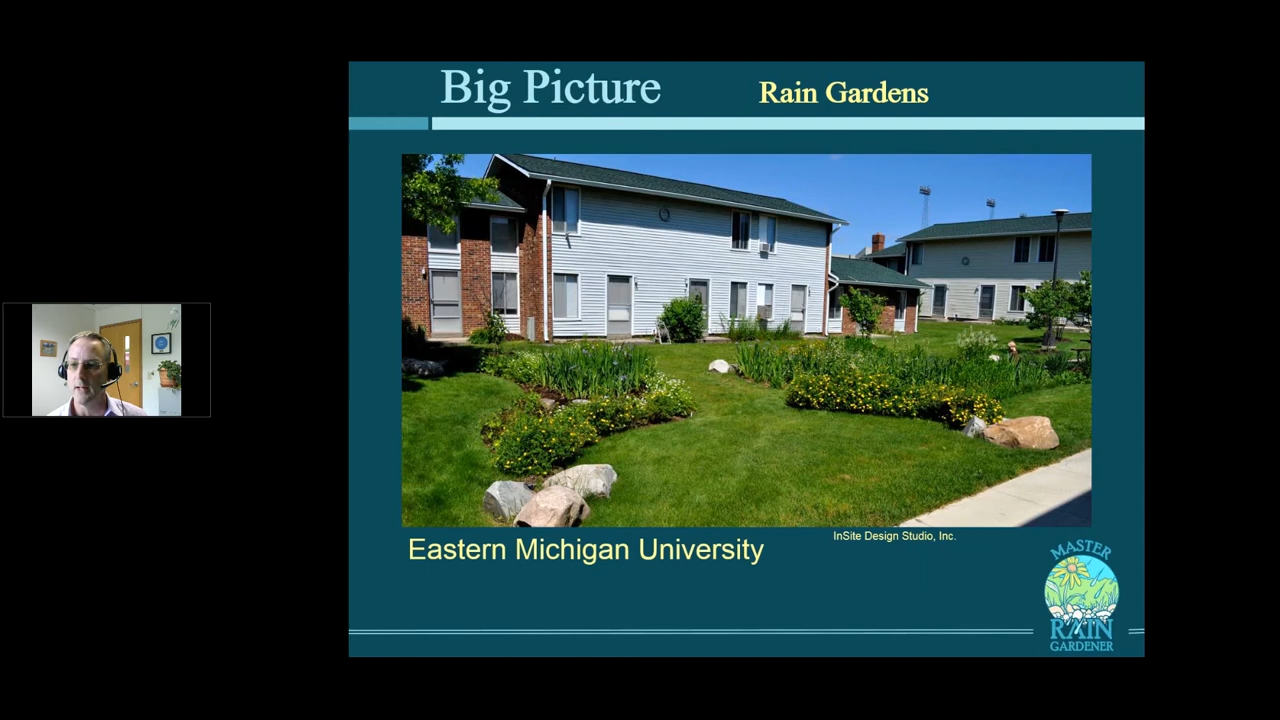 Big Picture
Rain Gardens
InSite Design Studio, Inc.
Eastern Michigan University
MASTER
RAIN
GARDENER